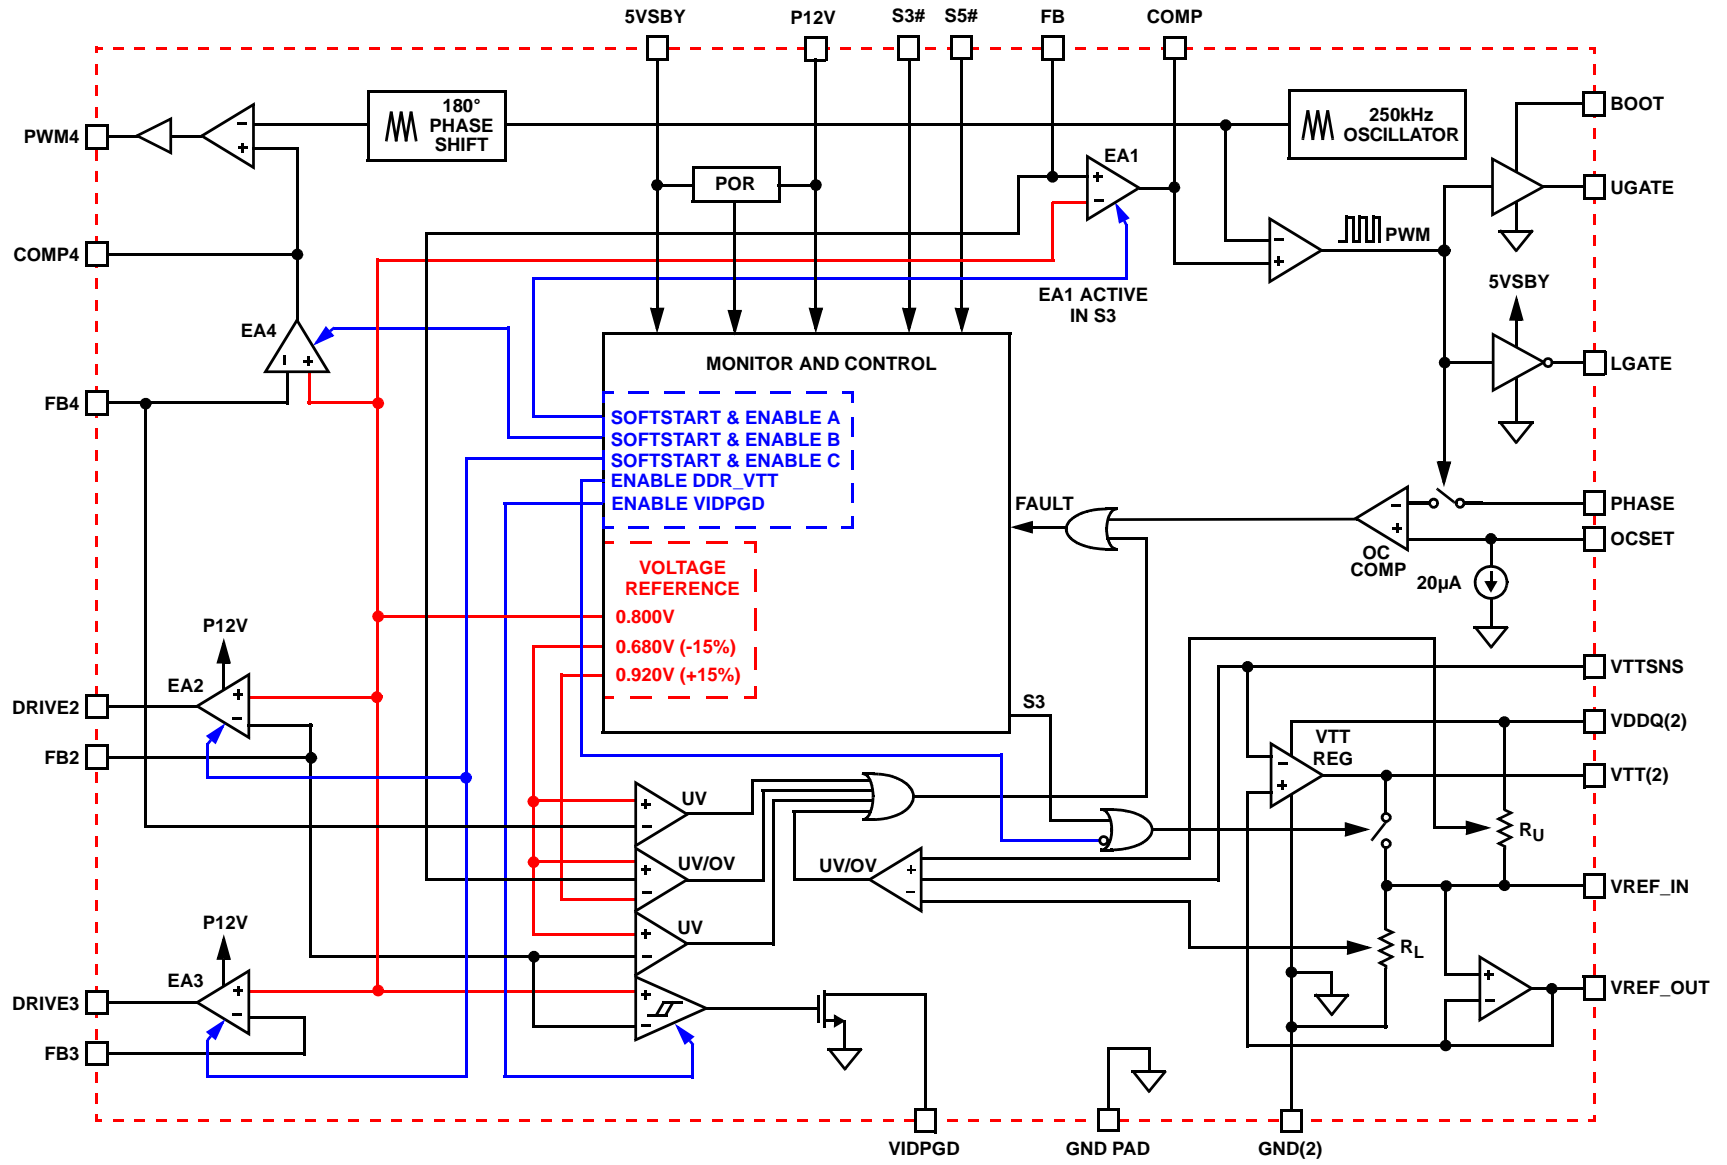 5VSBY P12V S3# S5# FB COMP
BOOT
180°
PHASE
SHIFT
250kHz
OSCILLATOR
PWM4
−
+
EA1
POR
+
−
UGATE
COMP4
−
+
PWM
5VSBY
EA1 ACTIVE
IN S3
EA4
− +
MONITOR AND CONTROL
LGATE
FB4
SOFTSTART & ENABLE A
SOFTSTART & ENABLE B
SOFTSTART & ENABLE C
ENABLE DDR_VTT
ENABLE VIDPGD
FAULT
−
+
PHASE
OCSET
OC
COMP
20µA
VOLTAGE
REFERENCE
0.800V
0.680V (-15%)
0.920V (+15%)
P12V
VTTSNS
EA2
+
−
DRIVE2
S3
VDDQ(2)
VTT
REG
−
+
FB2
VTT(2)
+
−
UV
RU
+
−
UV/OV
UV/OV
+
−
VREF_IN
P12V
+
−
UV
RL
EA3
+
−
DRIVE3
+
−
+
−
VREF_OUT
FB3
VIDPGD
GND PAD
GND(2)